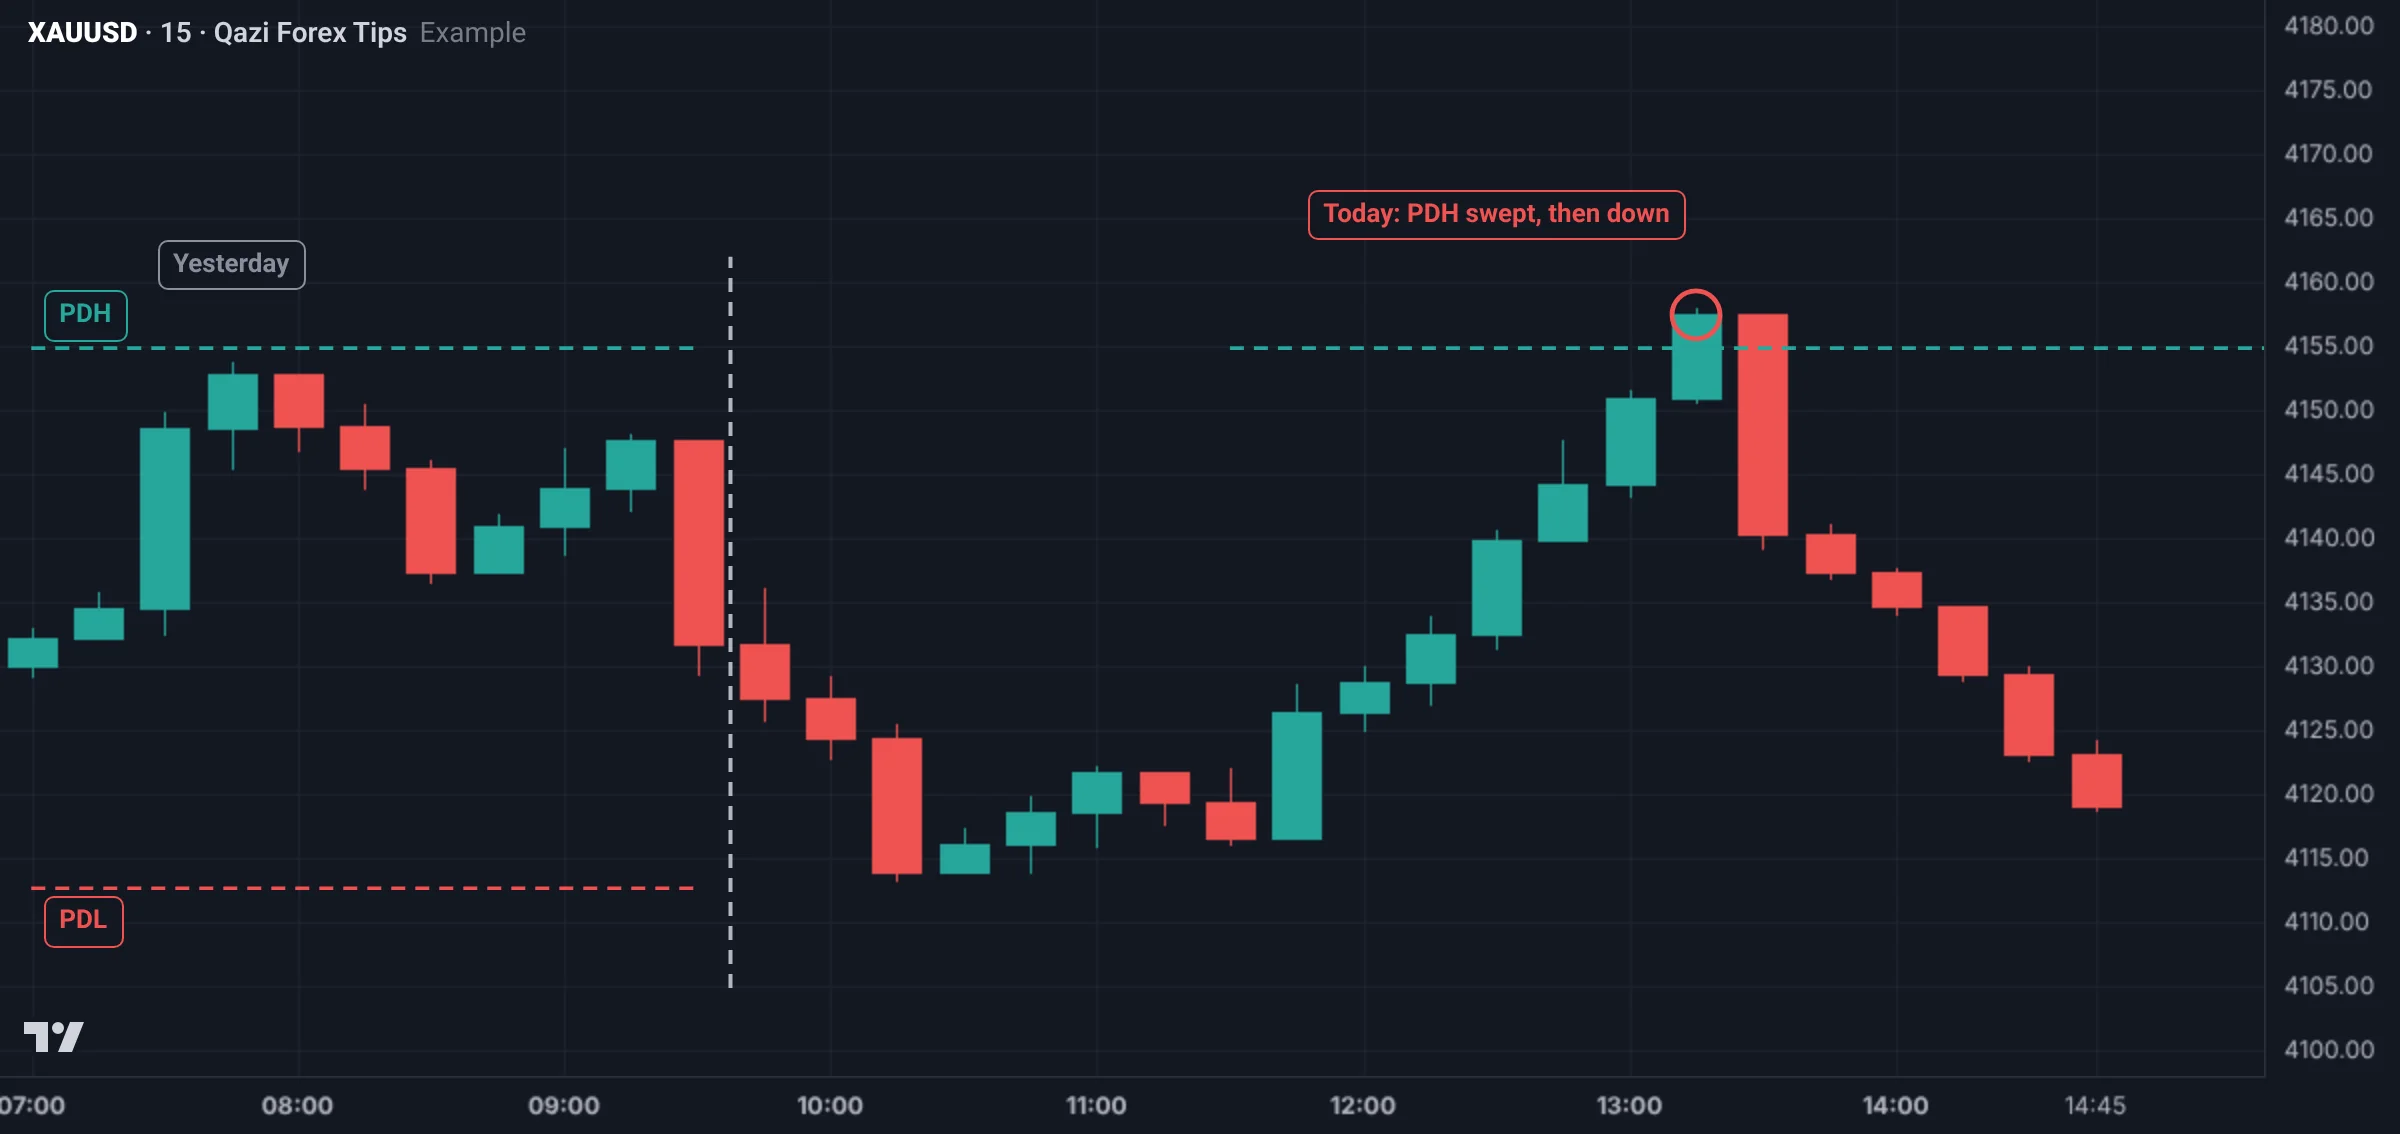 XAUUSD · 15 · Qazi Forex Tips Example
4180.00
4175.00
4170.00
Today: PDH swept, then down
4165.00
Yesterday
4160.00
PDH
4155.00
4150.00
4145.00
4140.00
4135.00
4130.00
4125.00
4120.00
4115.00
PDL
4110.00
4105.00
4100.00
07:00 08:00 09:00 10:00 11:00 12:00 13:00 14:00 14:45